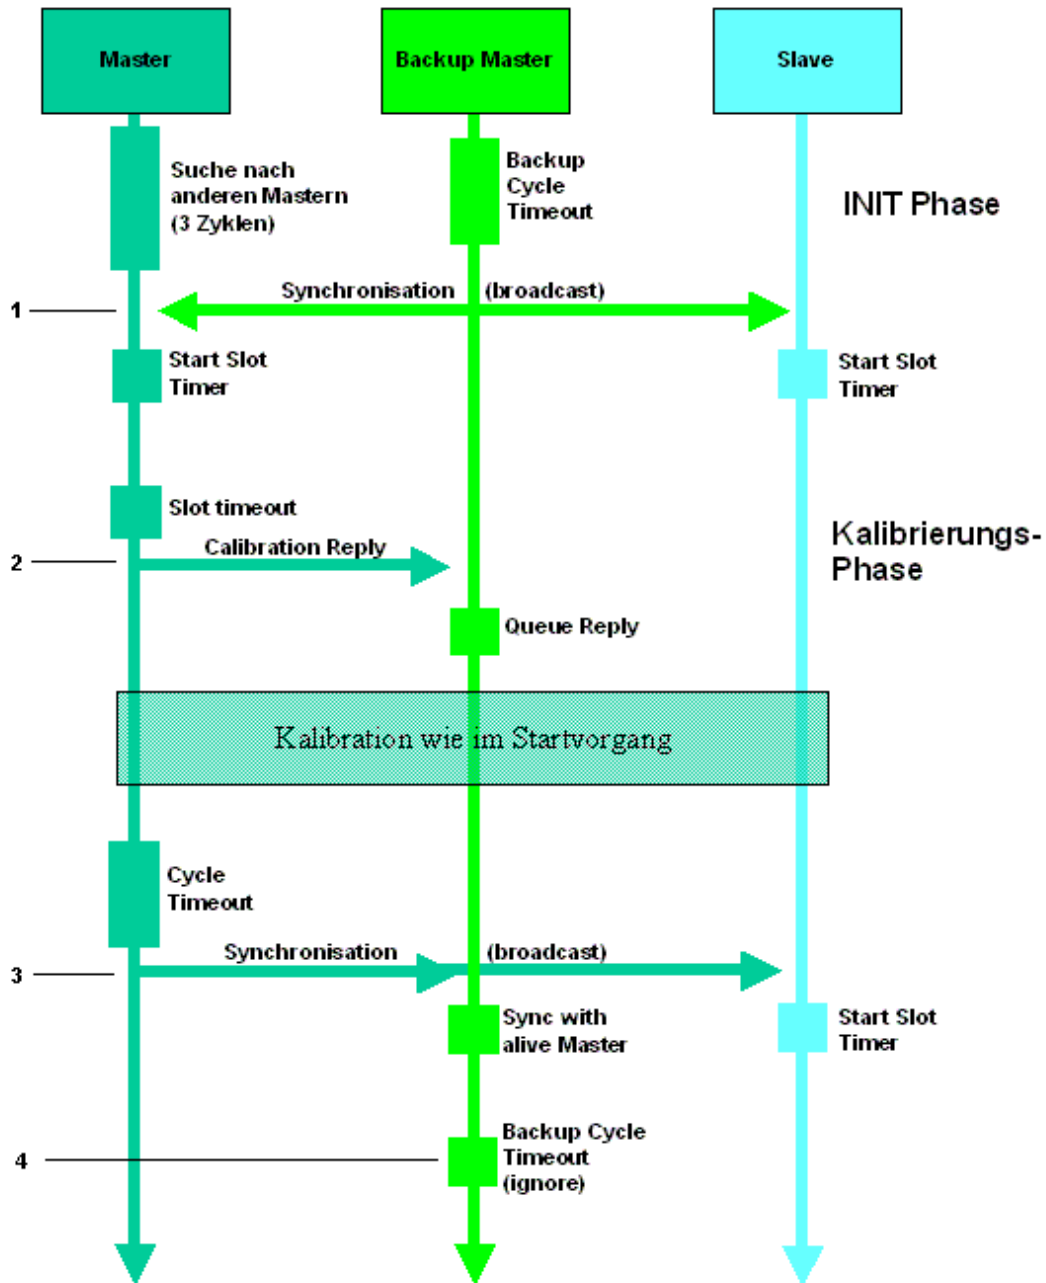 Master
Backup Master
Slave
Suche nach
anderen Mastern
(3 Zyklen)
Backup
Cycle
Timeout
INIT Phase
Synchronisation (broadcast)
1
Start Slot
Timer
Start Slot
Timer
Slot timeout
Calibration Reply
2
Kalibrierungs-
Phase
Queue Reply
Kalibration wie im Startvorgang
Cycle
Timeout
Synchronisation (broadcast)
3
Sync with
alive Master
Start Slot
Timer
Backup Cycle
Timeout
(ignore)
4